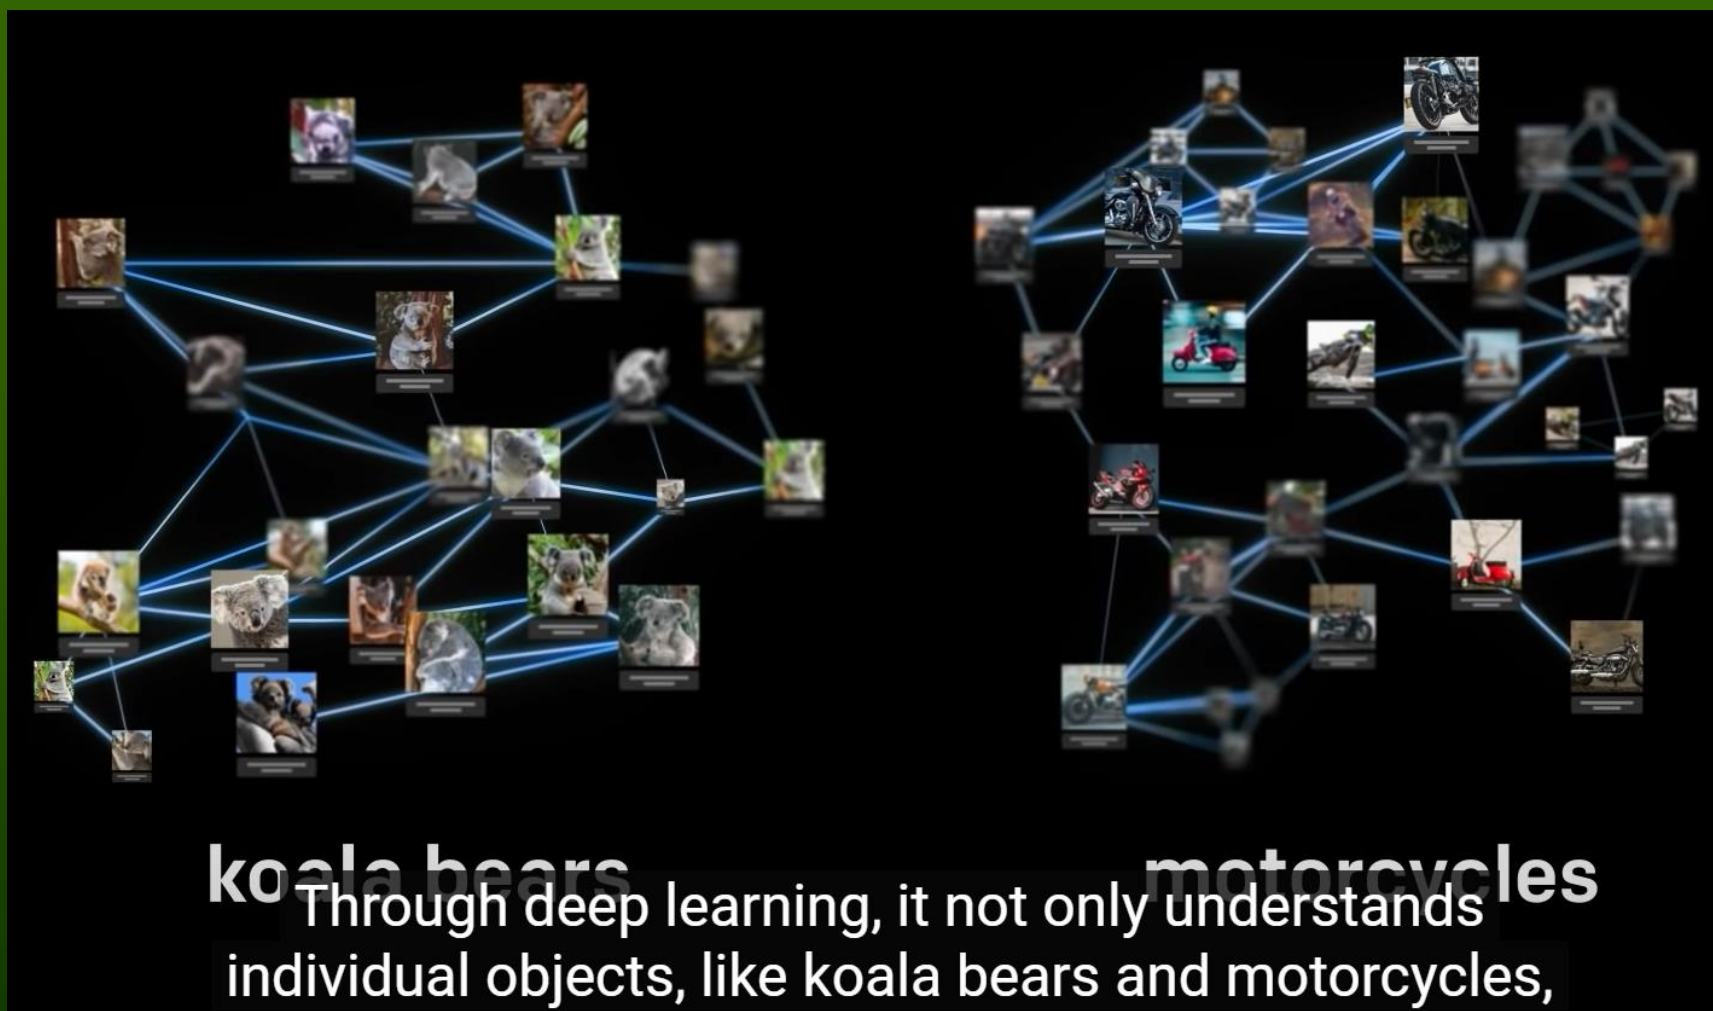 koala bears
motorcycles
Through deep learning, it not only understands
individual objects, like koala bears and motorcycles,